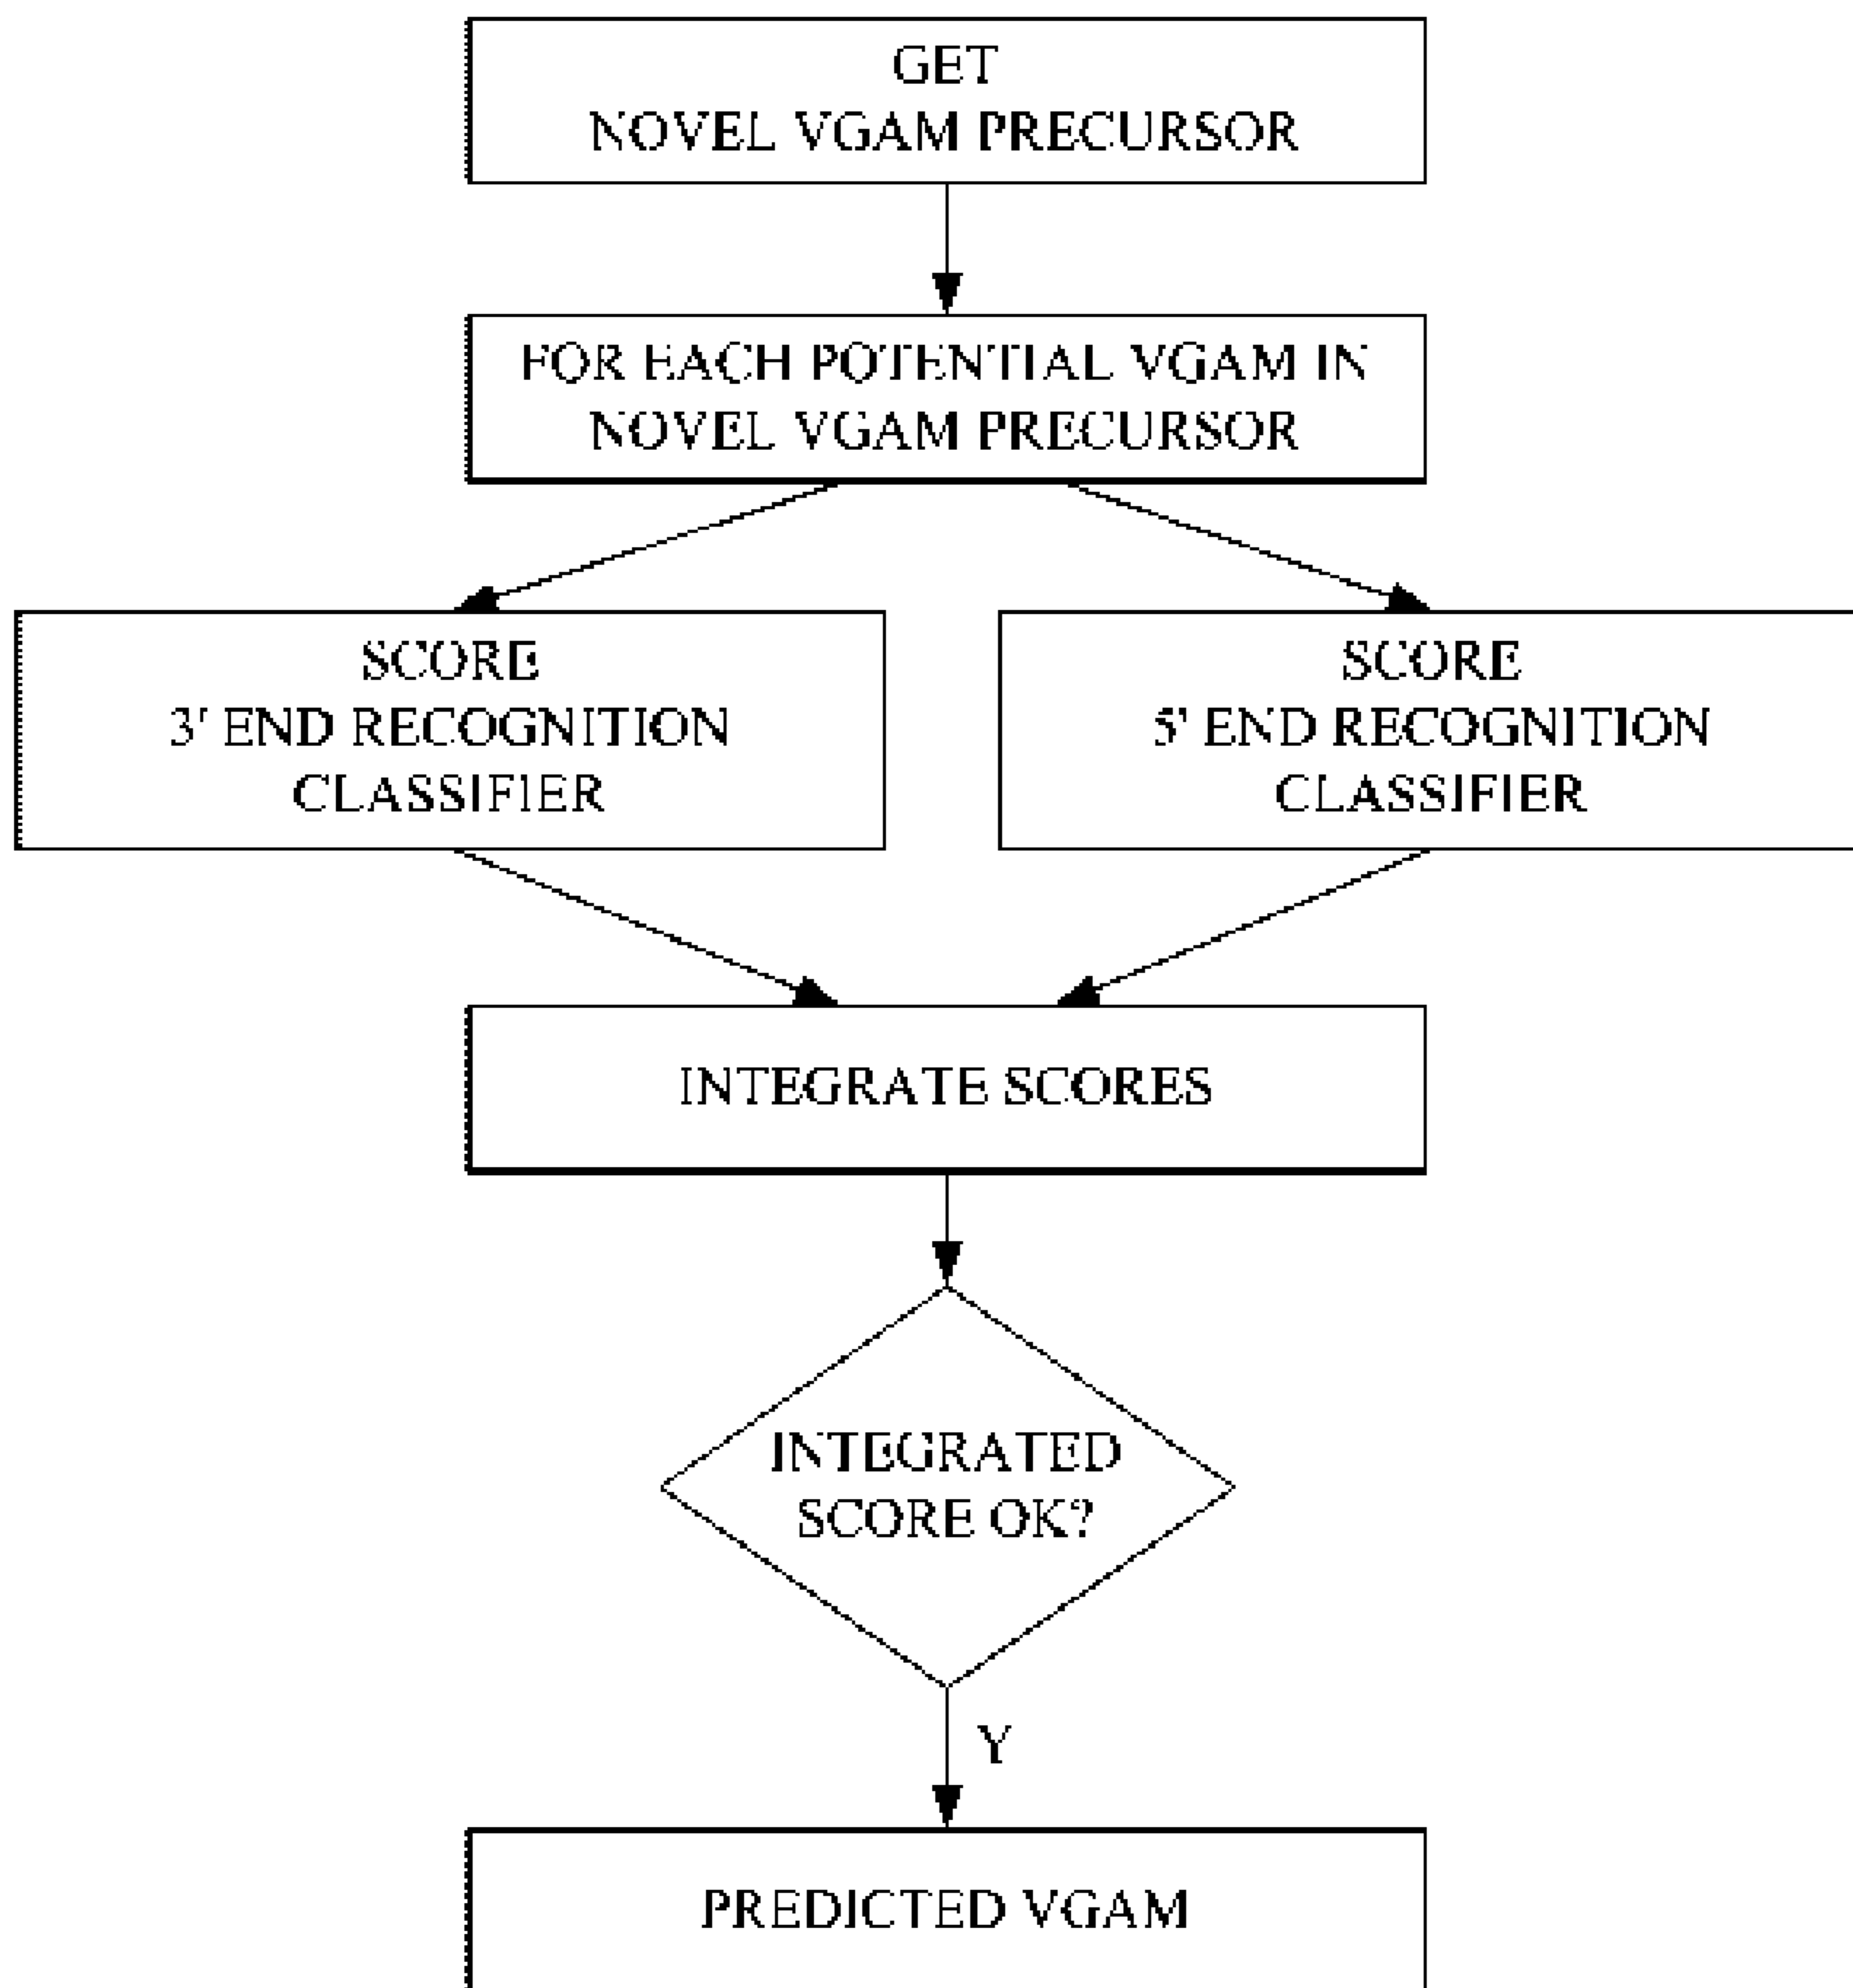 GET
NOVEL VGAM PRECURSOR
FOR EACH POTENTIAL VGAM IN
NOVEL VGAM PRECURSOR
SCORE
3' END RECOGNITION
CLASSIFIER
SCORE
5' END RECOGNITION
CLASSIFIER
INTEGRATE SCORES
INTEGRATED
SCORE OK?
Y
PREDICTED VGAM